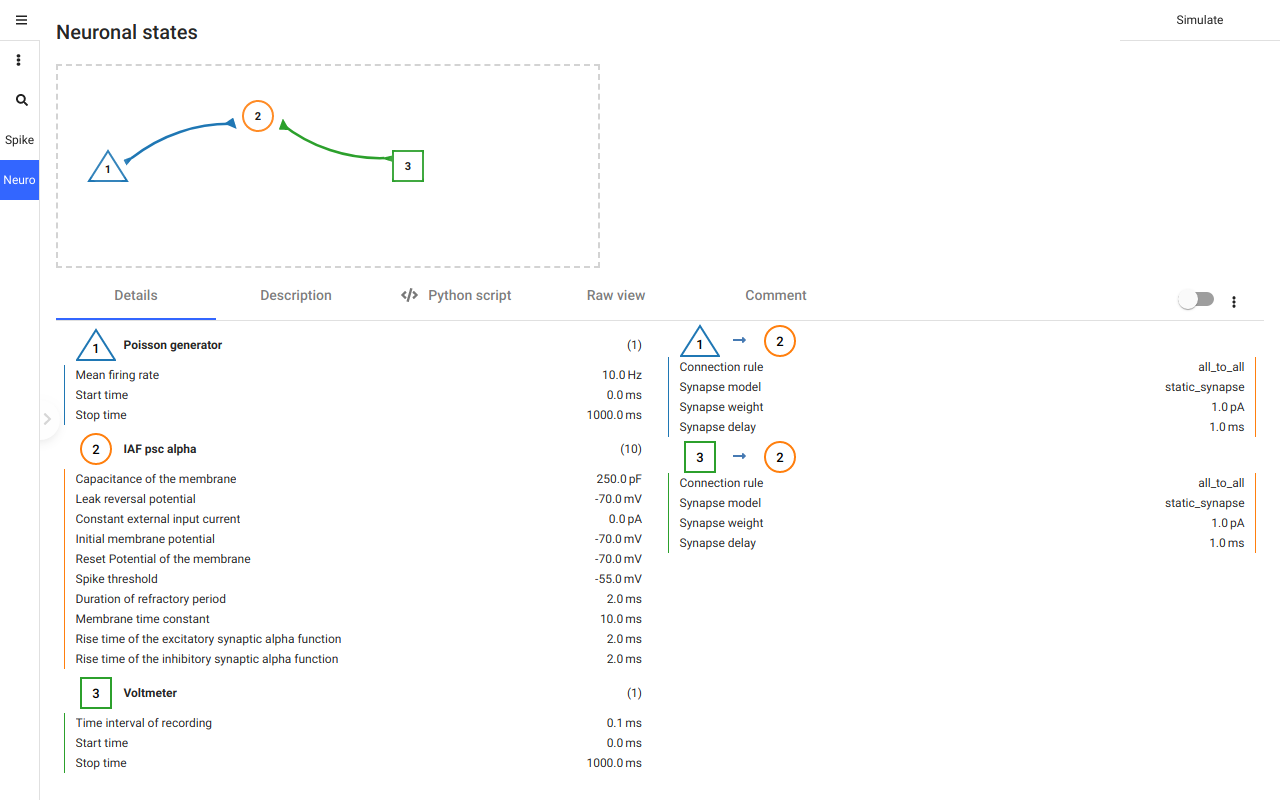 Neuronal states
Simulate
Spike
Neuro
1
2
3
Details
Description
Python script
Raw view
Comment
1 Poisson generator (1)
Mean firing rate 10.0 Hz
Start time 0.0 ms
Stop time 1000.0 ms
2 IAF psc alpha (10)
Capacitance of the membrane 250.0 pF
Leak reversal potential -70.0 mV
Constant external input current 0.0 pA
Initial membrane potential -70.0 mV
Reset Potential of the membrane -70.0 mV
Spike threshold -55.0 mV
Duration of refractory period 2.0 ms
Membrane time constant 10.0 ms
Rise time of the excitatory synaptic alpha function 2.0 ms
Rise time of the inhibitory synaptic alpha function 2.0 ms
3 Voltmeter (1)
Time interval of recording 0.1 ms
Start time 0.0 ms
Stop time 1000.0 ms
1 → 2
Connection rule all_to_all
Synapse model static_synapse
Synapse weight 1.0 pA
Synapse delay 1.0 ms
3 → 2
Connection rule all_to_all
Synapse model static_synapse
Synapse weight 1.0 pA
Synapse delay 1.0 ms